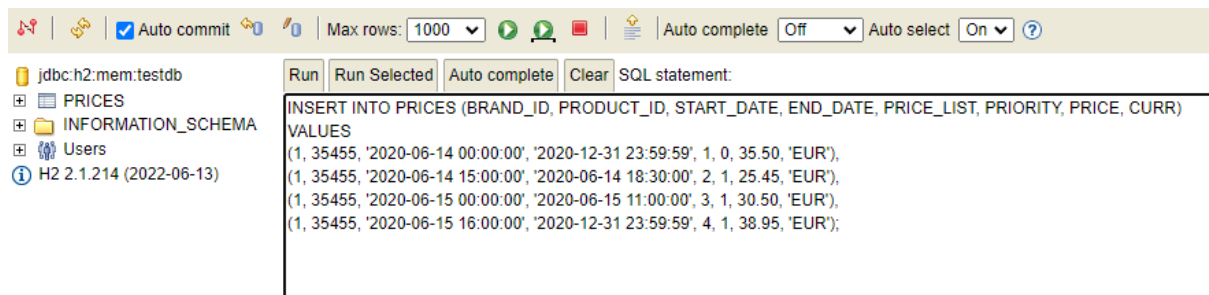 Auto commit Max rows: 1000 Auto complete Off Auto select On ?
jdbc:h2:mem:testdb
PRICES
INFORMATION_SCHEMA
Users
H2 2.1.214 (2022-06-13)
Run Run Selected Auto complete Clear SQL statement:
INSERT INTO PRICES (BRAND_ID, PRODUCT_ID, START_DATE, END_DATE, PRICE_LIST, PRIORITY, PRICE, CURR)
VALUES
(1, 35455, '2020-06-14 00:00:00', '2020-12-31 23:59:59', 1, 0, 35.50, 'EUR'),
(1, 35455, '2020-06-14 15:00:00', '2020-06-14 18:30:00', 2, 1, 25.45, 'EUR'),
(1, 35455, '2020-06-15 00:00:00', '2020-06-15 11:00:00', 3, 1, 30.50, 'EUR'),
(1, 35455, '2020-06-15 16:00:00', '2020-12-31 23:59:59', 4, 1, 38.95, 'EUR');